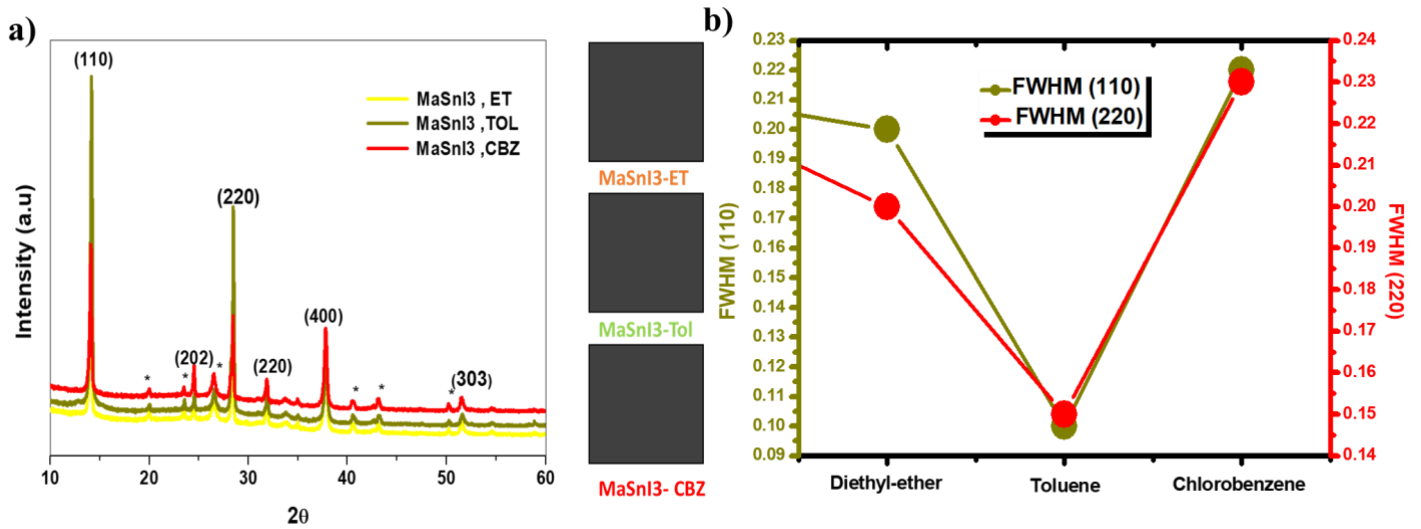 a)
(110)
MaSnI3 , ET
MaSnI3 ,TOL
MaSnI3 ,CBZ
(220)
(400)
(202)
(220)
(303)
*
*
*
*
*
*
Intensity (a.u)
10
20
30
40
50
60
2θ
MaSnI3-ET
MaSnI3-Tol
MaSnI3- CBZ
b)
FWHM (110)
FWHM (220)
0.23
0.22
0.21
0.20
0.19
0.18
0.17
0.16
0.15
0.14
0.13
0.12
0.11
0.10
0.09
FWHM (110)
0.24
0.23
0.22
0.21
0.20
0.19
0.18
0.17
0.16
0.15
0.14
FWHM (220)
Diethyl-ether
Toluene
Chlorobenzene